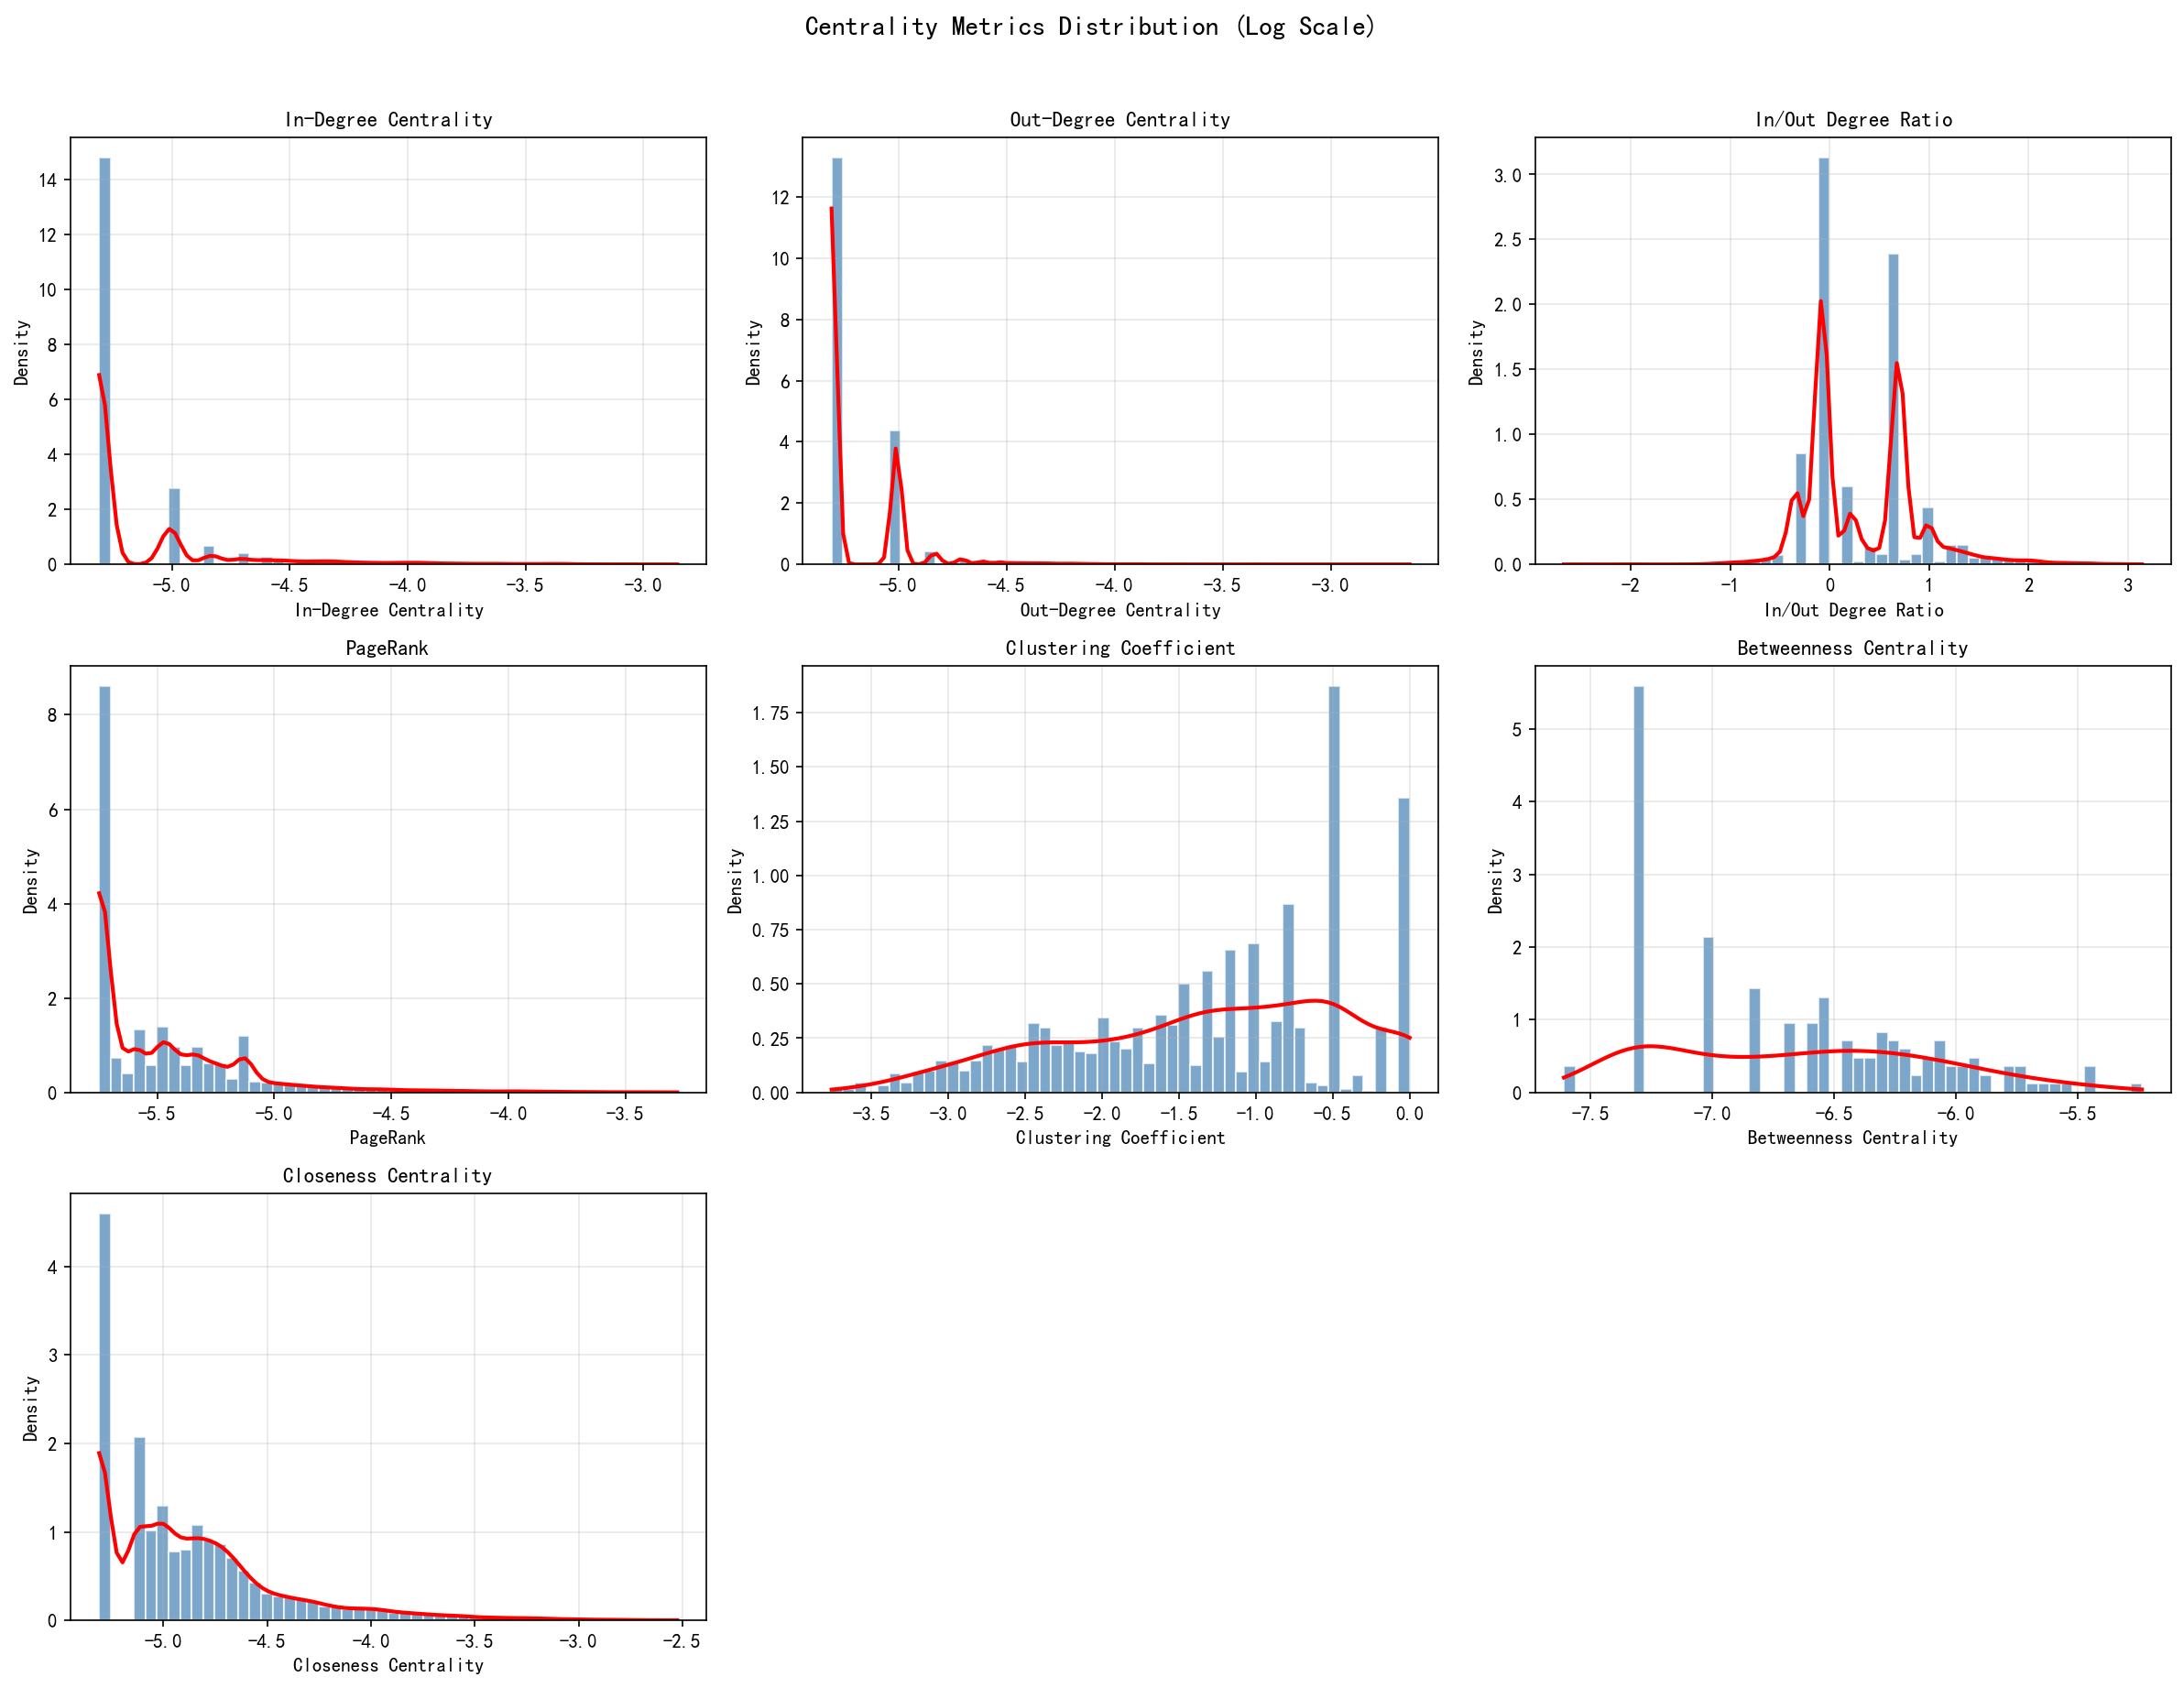 Centrality Metrics Distribution (Log Scale)
In-Degree Centrality
Density
14
12
10
8
6
4
2
0
-5.0 -4.5 -4.0 -3.5 -3.0
In-Degree Centrality
Out-Degree Centrality
Density
12
10
8
6
4
2
0
-5.0 -4.5 -4.0 -3.5 -3.0
Out-Degree Centrality
In/Out Degree Ratio
Density
3.0
2.5
2.0
1.5
1.0
0.5
0.0
-2 -1 0 1 2 3
In/Out Degree Ratio
PageRank
Density
8
6
4
2
0
-5.5 -5.0 -4.5 -4.0 -3.5
PageRank
Clustering Coefficient
Density
1.75
1.50
1.25
1.00
0.75
0.50
0.25
0.00
-3.5 -3.0 -2.5 -2.0 -1.5 -1.0 -0.5 0.0
Clustering Coefficient
Betweenness Centrality
Density
5
4
3
2
1
0
-7.5 -7.0 -6.5 -6.0 -5.5
Betweenness Centrality
Closeness Centrality
Density
4
3
2
1
0
-5.0 -4.5 -4.0 -3.5 -3.0 -2.5
Closeness Centrality